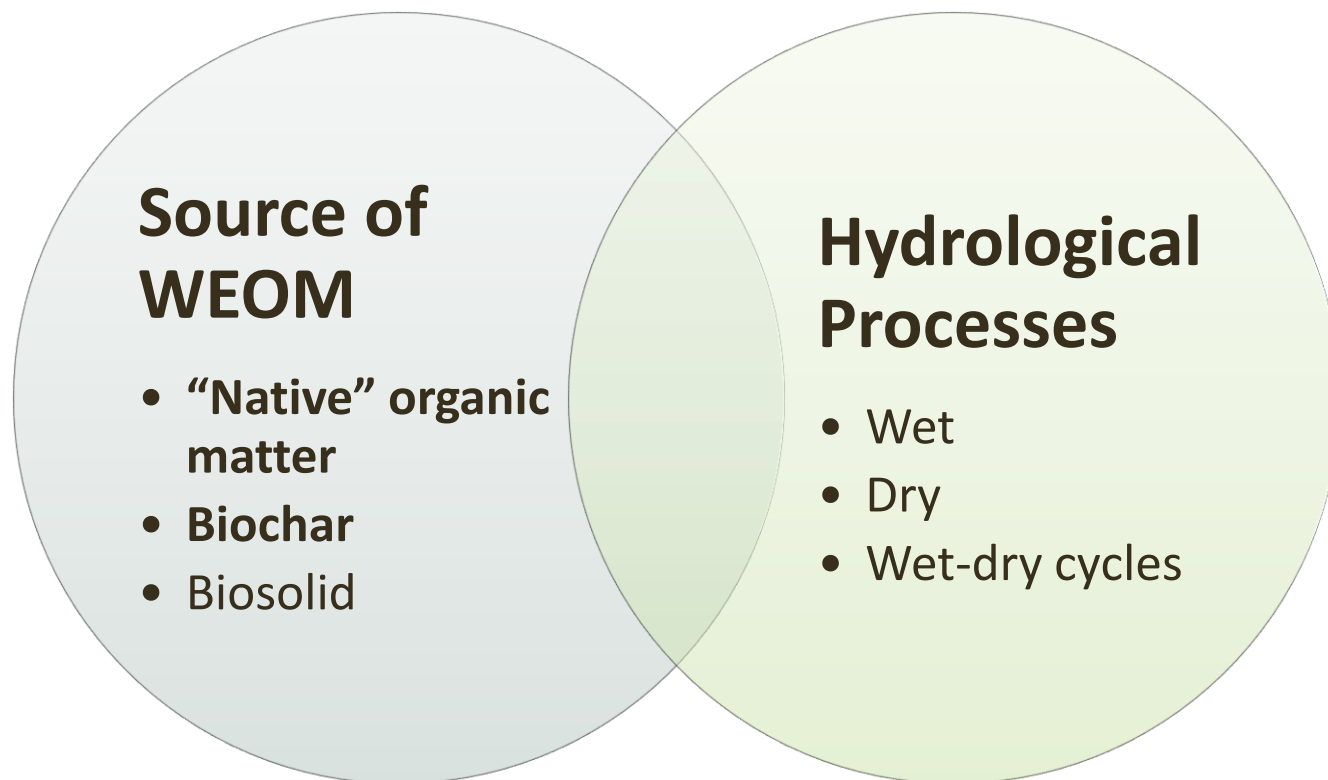 Source of
WEOM
• “Native” organic
matter
• Biochar
• Biosolid
Hydrological
Processes
• Wet
• Dry
• Wet-dry cycles